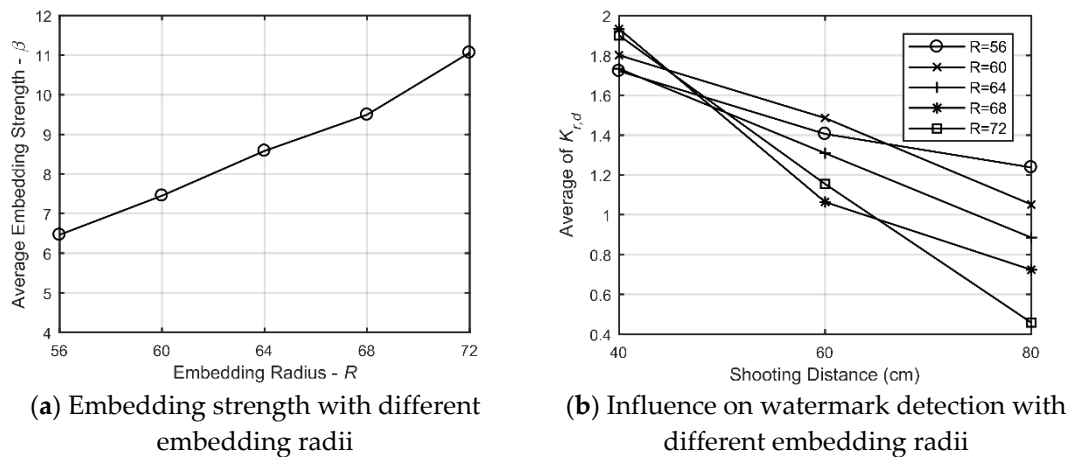 12
11
10
9
8
7
6
5
4
56
60
64
68
72
Average Embedding Strength - β
Embedding Radius - R
(a) Embedding strength with different
embedding radii
2
1.8
1.6
1.4
1.2
1
0.8
0.6
0.4
40
60
80
Average of K_{r,d}
Shooting Distance (cm)
R=56
R=60
R=64
R=68
R=72
(b) Influence on watermark detection with
different embedding radii